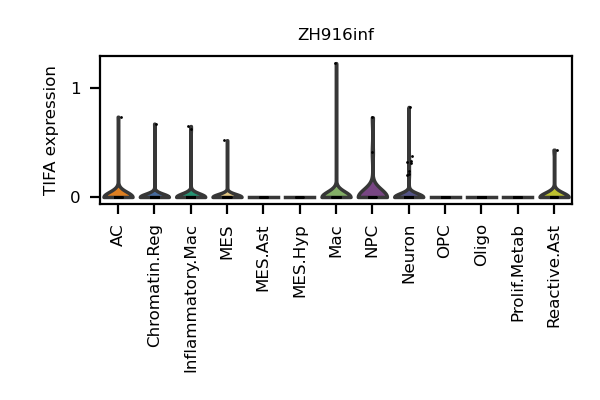 ZH916inf
TIFA expression
1
0
AC
Chromatin.Reg
Inflammatory.Mac
MES
MES.Ast
MES.Hyp
Mac
NPC
Neuron
OPC
Oligo
Prolif.Metab
Reactive.Ast